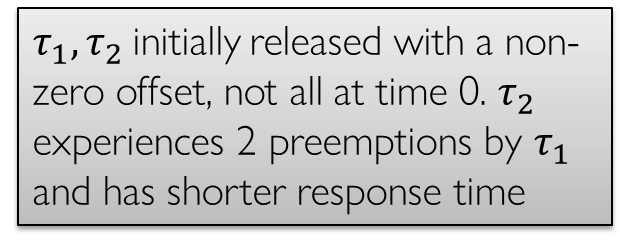 τ₁, τ₂ initially released with a non-
zero offset, not all at time 0. τ₂
experiences 2 preemptions by τ₁
and has shorter response time